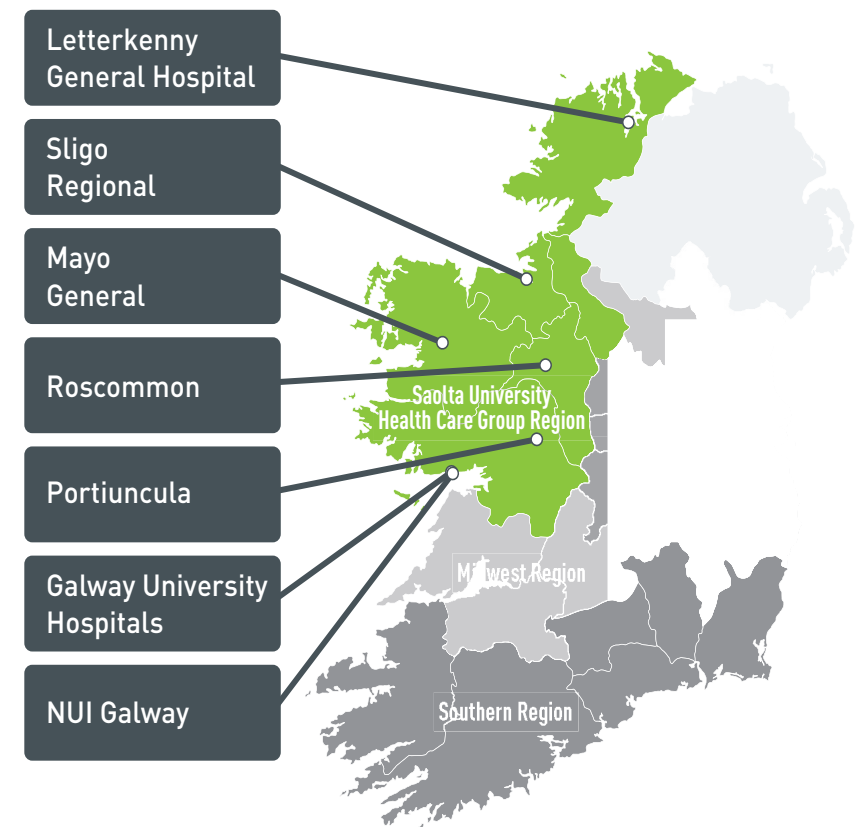 Letterkenny
General Hospital
Sligo
Regional
Mayo
General
Roscommon
Portiuncula
Galway University
Hospitals
NUI Galway
Saolta University
Health Care Group Region
Midwest Region
Southern Region